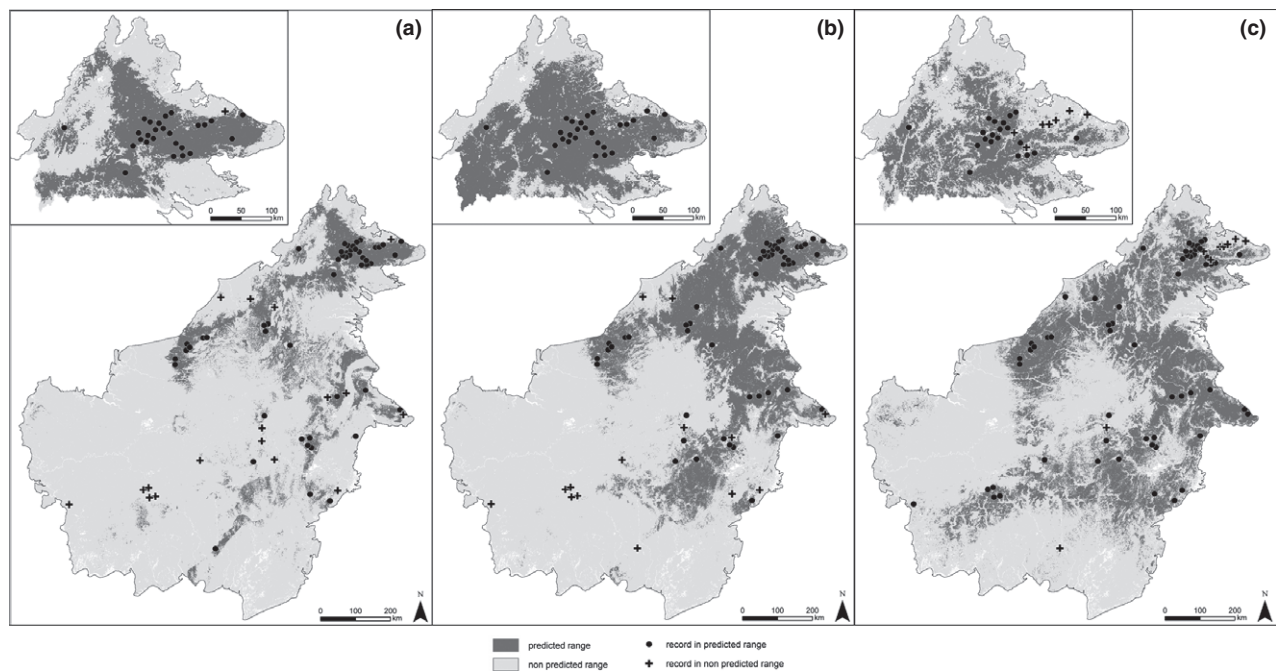 (a)
(b)
(c)
0 50 100
km
0 50 100
km
0 50 100
km
N
0 100 200
km
N
0 100 200
km
N
0 100 200
km
predicted range
record in predicted range
non predicted range
record in non predicted range